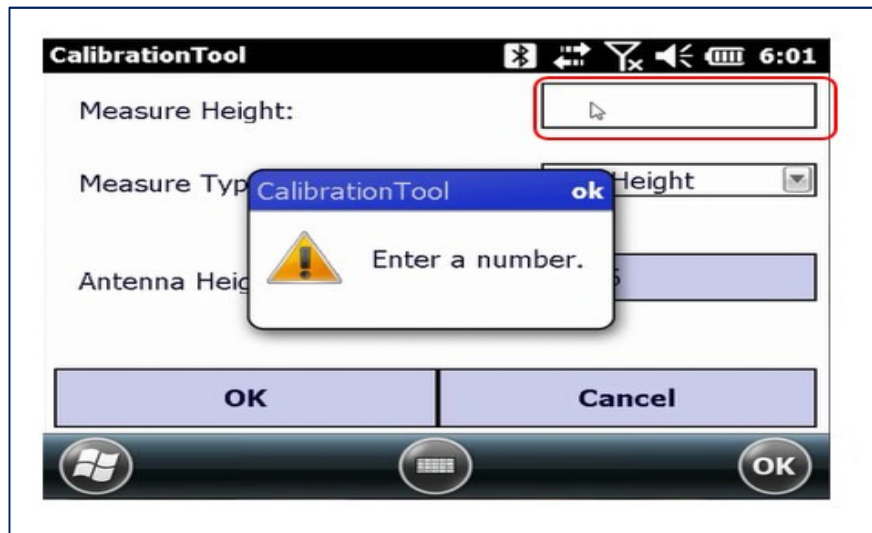 CalibrationTool 6:01
Measure Height:
Measure Typ Height
CalibrationTool ok
Enter a number.
Antenna Heig
OK Cancel
OK